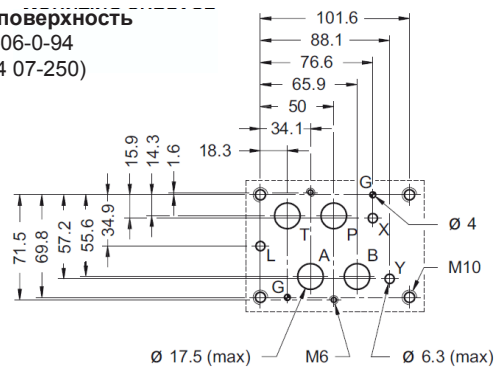 поверхность
06-0-94
4 07-250)
101.6
88.1
76.6
65.9
50
34.1
18.3
15.9
14.3
1.6
71.5
69.8
57.2
34.9
55.6
G
T
P
X
Ø 4
L
A
B
Y
M10
G
Ø 17.5 (max)
M6
Ø 6.3 (max)